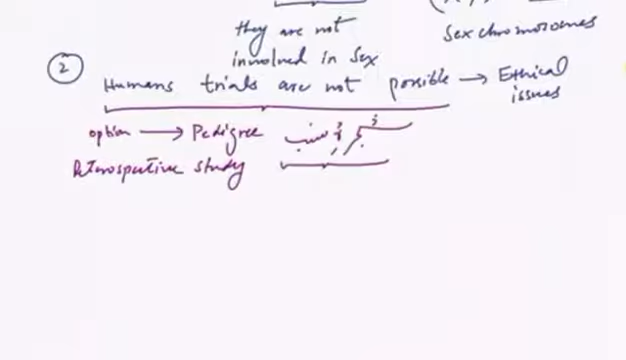 they are not
involved in Sex
Sex chromosomes
2
Humans trials are not possible → Ethical
issues
option → Pedigree
Retrospective study